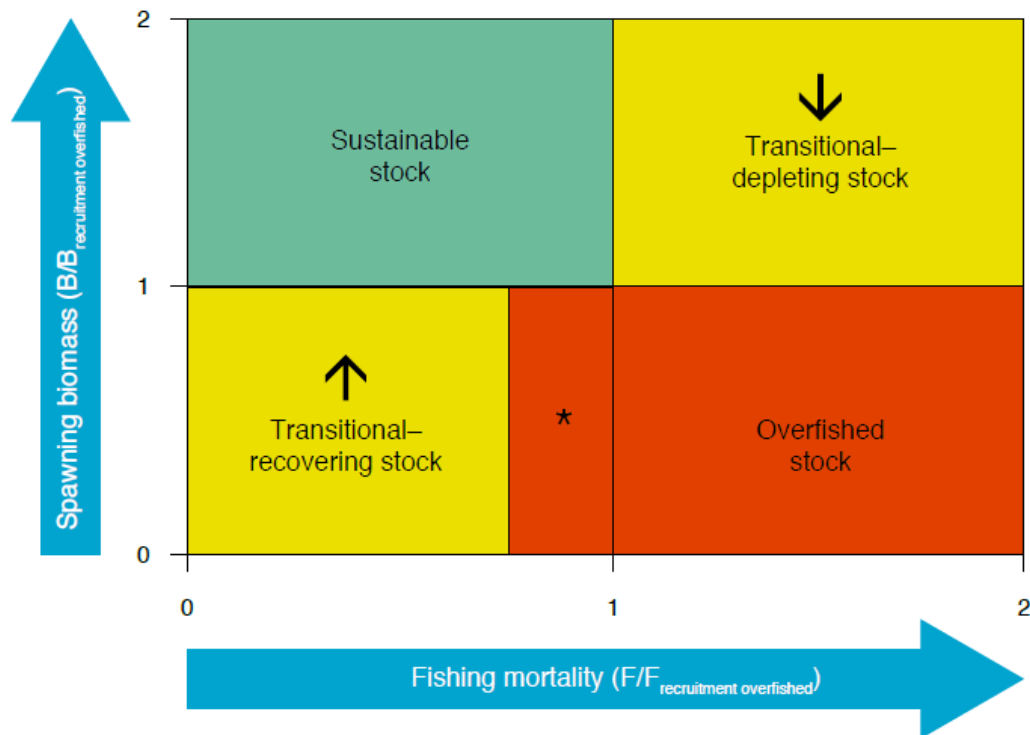 2
Sustainable
stock
Transitional–
depleting stock
Spawning biomass (B/Brecruitment overfished)
1
Transitional–
recovering stock
*
Overfished
stock
0
0 1 2
Fishing mortality (F/Frecruitment overfished)